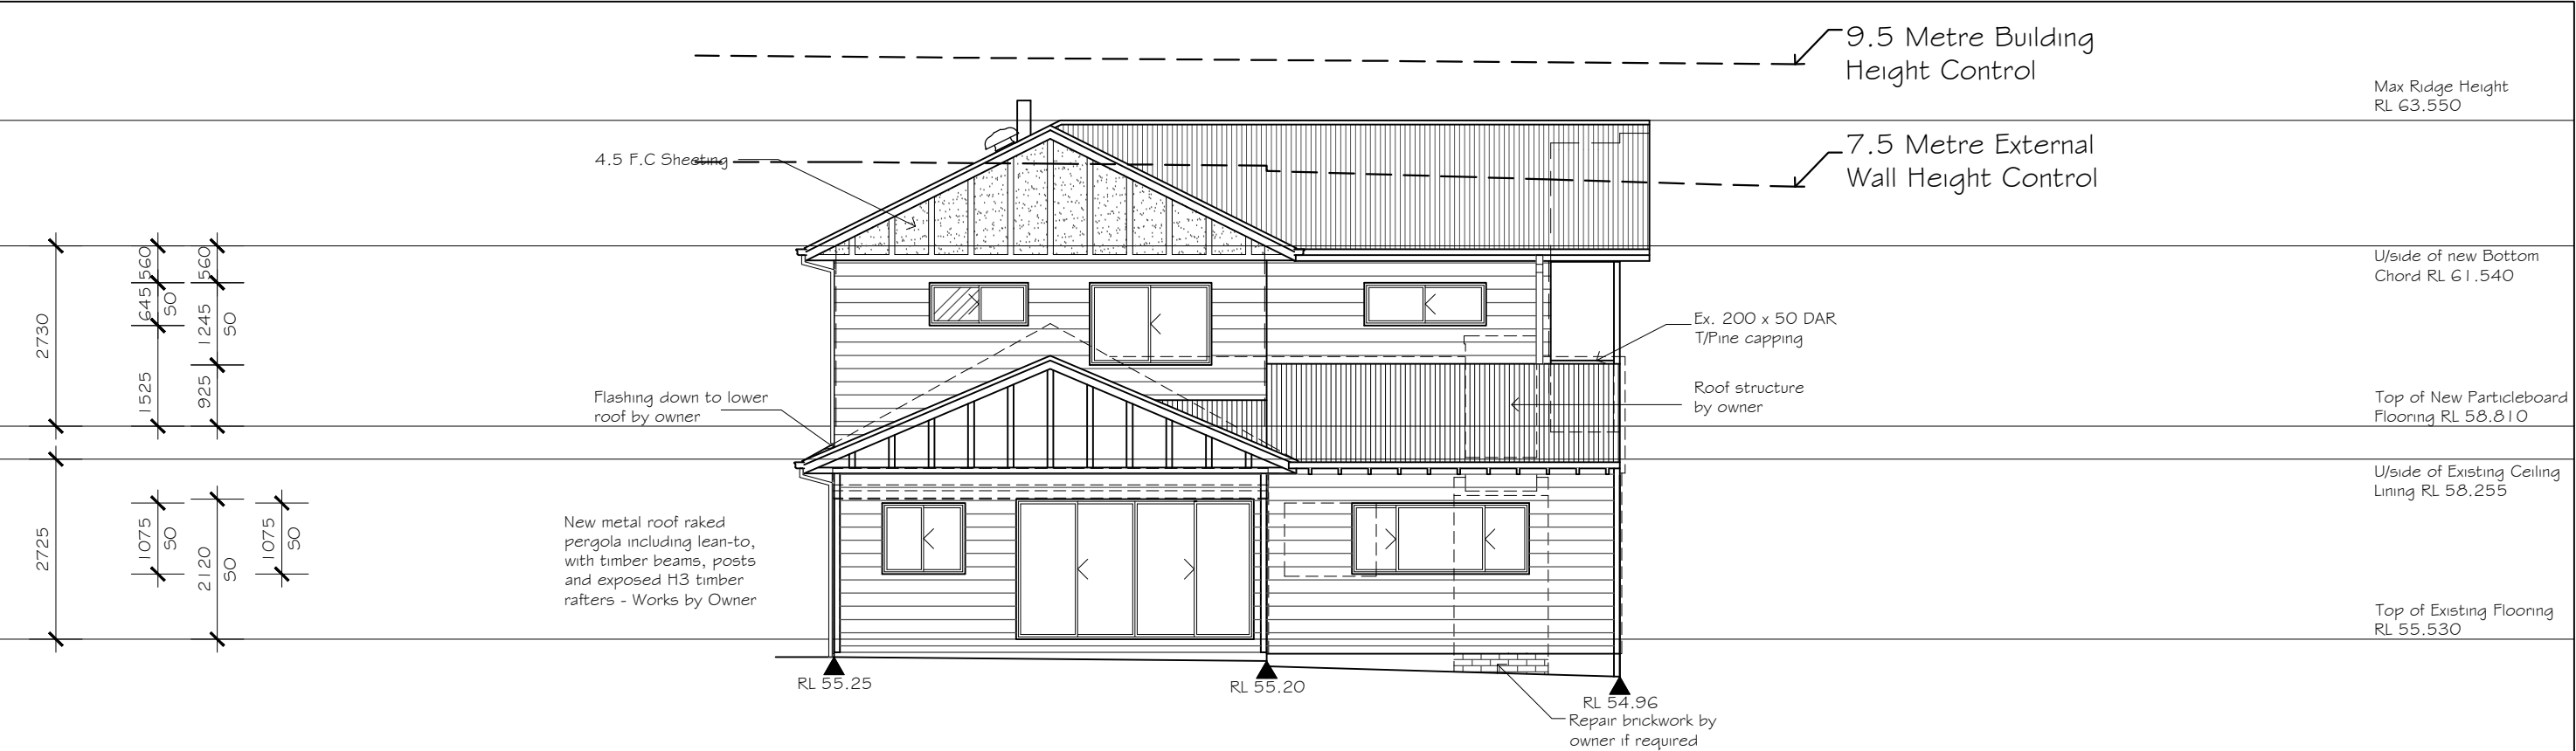 9.5 Metre Building
Height Control
Max Ridge Height
RL 63.550
7.5 Metre External
Wall Height Control
4.5 F.C Sheeting
U/side of new Bottom
Chord RL 61.540
560
560
645
SO
1245
SO
2730
1525
925
Ex. 200 x 50 DAR
T/Pine capping
Roof structure
by owner
Flashing down to lower
roof by owner
Top of New Particleboard
Flooring RL 58.810
U/side of Existing Ceiling
Lining RL 58.255
2725
1075
SO
2120
SO
1075
SO
New metal roof raked
pergola including lean-to,
with timber beams, posts
and exposed H3 timber
rafters - Works by Owner
Top of Existing Flooring
RL 55.530
RL 55.25
RL 55.20
RL 54.96
Repair brickwork by
owner if required